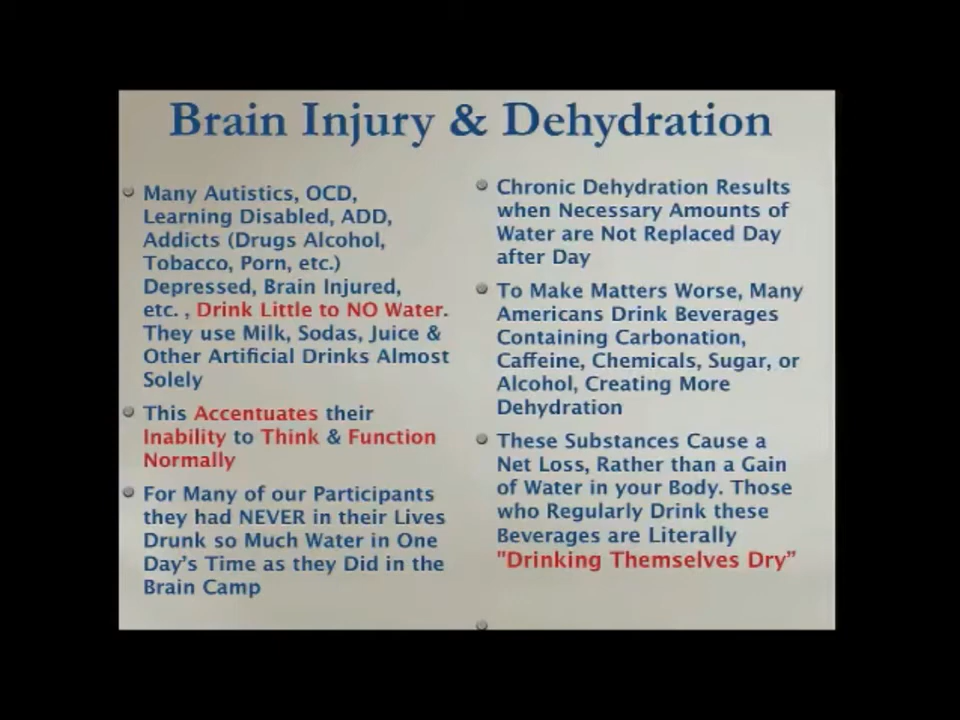 Brain Injury & Dehydration
Many Autistics, OCD,
Learning Disabled, ADD,
Addicts (Drugs Alcohol,
Tobacco, Porn, etc.)
Depressed, Brain Injured,
etc. , Drink Little to NO Water.
They use Milk, Sodas, Juice &
Other Artificial Drinks Almost
Solely
This Accentuates their
Inability to Think & Function
Normally
For Many of our Participants
they had NEVER in their Lives
Drunk so Much Water in One
Day's Time as they Did in the
Brain Camp
Chronic Dehydration Results
when Necessary Amounts of
Water are Not Replaced Day
after Day
To Make Matters Worse, Many
Americans Drink Beverages
Containing Carbonation,
Caffeine, Chemicals, Sugar, or
Alcohol, Creating More
Dehydration
These Substances Cause a
Net Loss, Rather than a Gain
of Water in your Body. Those
who Regularly Drink these
Beverages are Literally
"Drinking Themselves Dry"